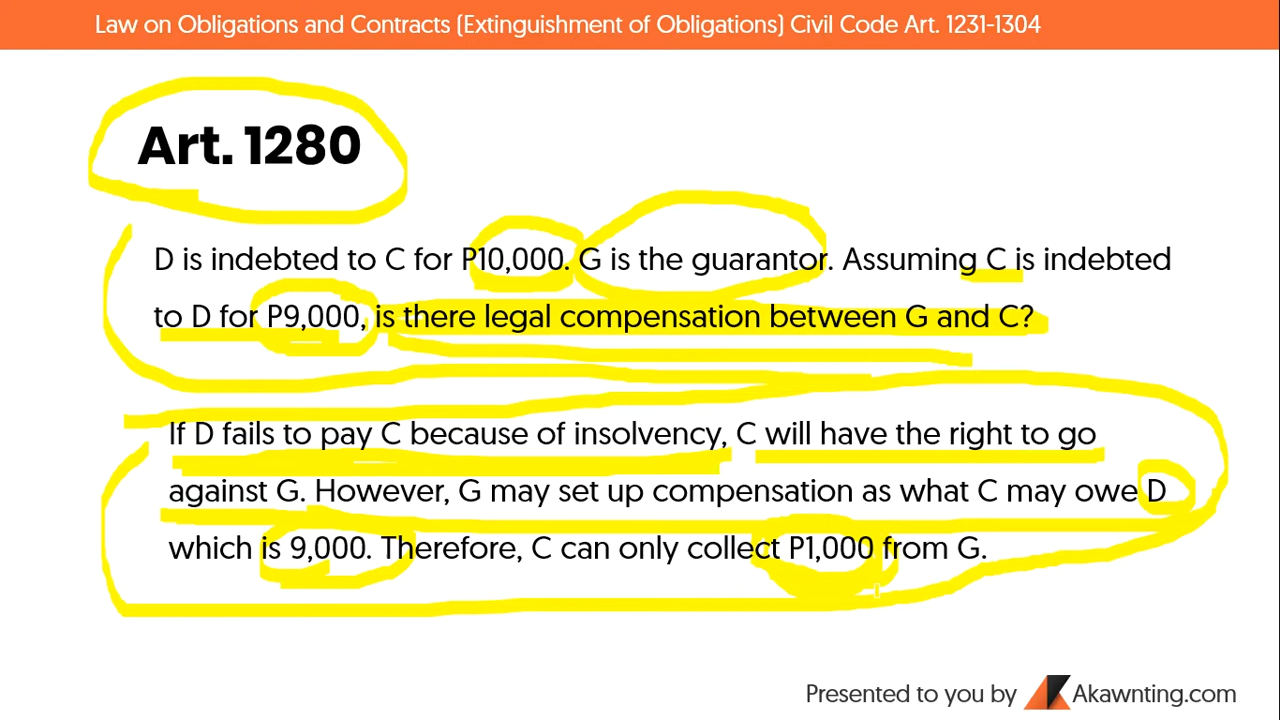 Law on Obligations and Contracts (Extinguishment of Obligations) Civil Code Art. 1231-1304
Art. 1280
D is indebted to C for P10,000. G is the guarantor. Assuming C is indebted
to D for P9,000, is there legal compensation between G and C?
If D fails to pay C because of insolvency, C will have the right to go
against G. However, G may set up compensation as what C may owe D
which is 9,000. Therefore, C can only collect P1,000 from G.
Presented to you by Akawnting.com